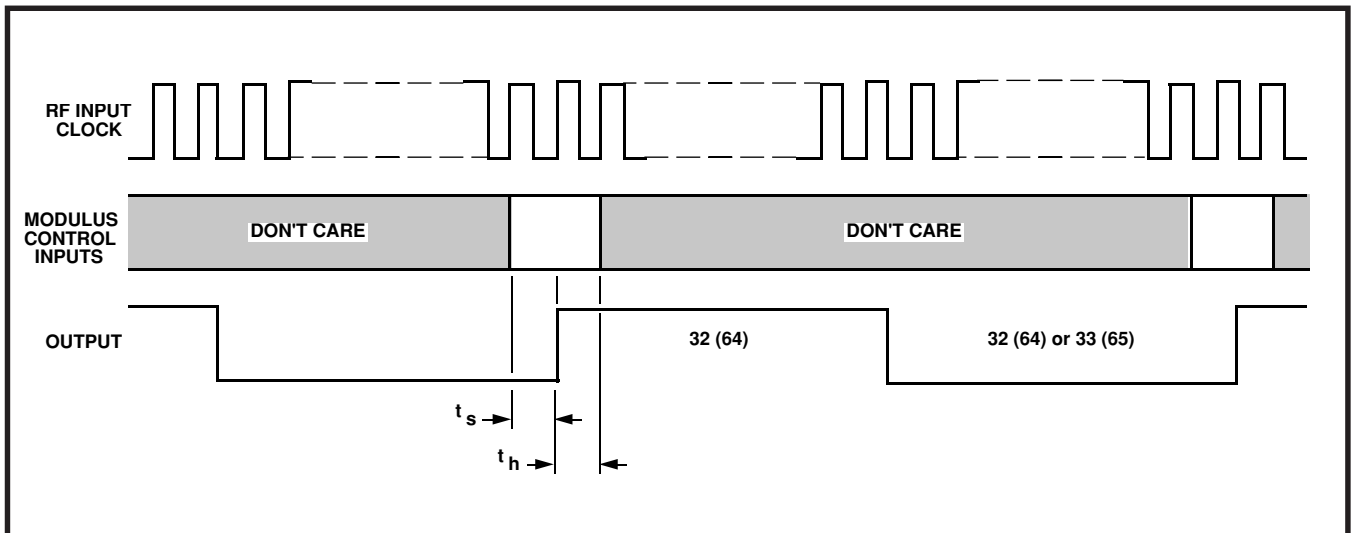 RF INPUT
CLOCK
MODULUS
CONTROL
INPUTS
DON'T CARE
DON'T CARE
OUTPUT
32 (64)
32 (64) or 33 (65)
t s
t h